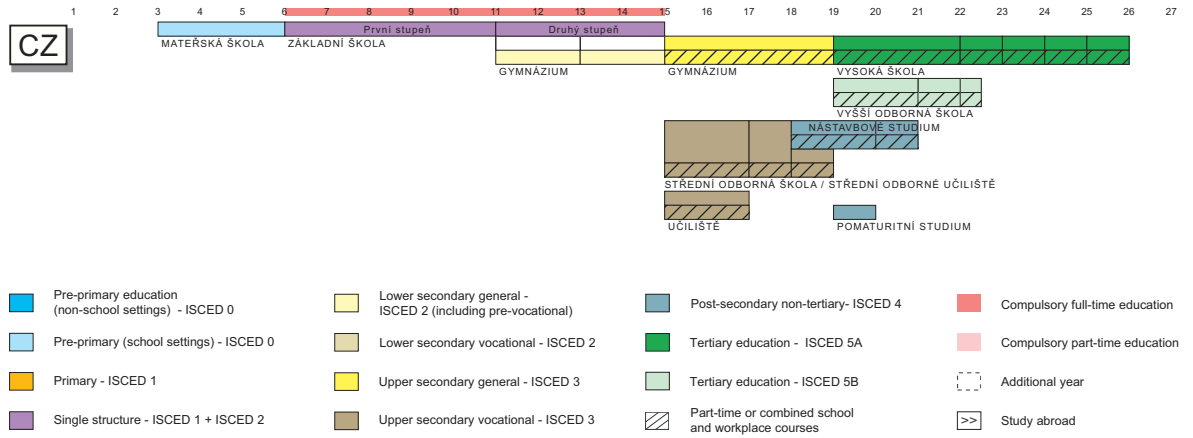 1 2 3 4 5 6 7 8 9 10 11 12 13 14 15 16 17 18 19 20 21 22 23 24 25 26 27
CZ
První stupeň Druhý stupeň
MATEŘSKÁ ŠKOLA ZÁKLADNÍ ŠKOLA
GYMNÁZIUM GYMNÁZIUM VYSOKÁ ŠKOLA
VYŠŠÍ ODBORNÁ ŠKOLA
NÁSTAVBOVÉ STUDIUM
STŘEDNÍ ODBORNÁ ŠKOLA / STŘEDNÍ ODBORNÉ UČILIŠTĚ
UČILIŠTĚ POMATURITNÍ STUDIUM
Pre-primary education
(non-school settings) - ISCED 0
Pre-primary (school settings) - ISCED 0
Primary - ISCED 1
Single structure - ISCED 1 + ISCED 2
Lower secondary general -
ISCED 2 (including pre-vocational)
Lower secondary vocational - ISCED 2
Upper secondary general - ISCED 3
Upper secondary vocational - ISCED 3
Post-secondary non-tertiary- ISCED 4
Tertiary education - ISCED 5A
Tertiary education - ISCED 5B
Part-time or combined school
and workplace courses
Compulsory full-time education
Compulsory part-time education
Additional year
>> Study abroad